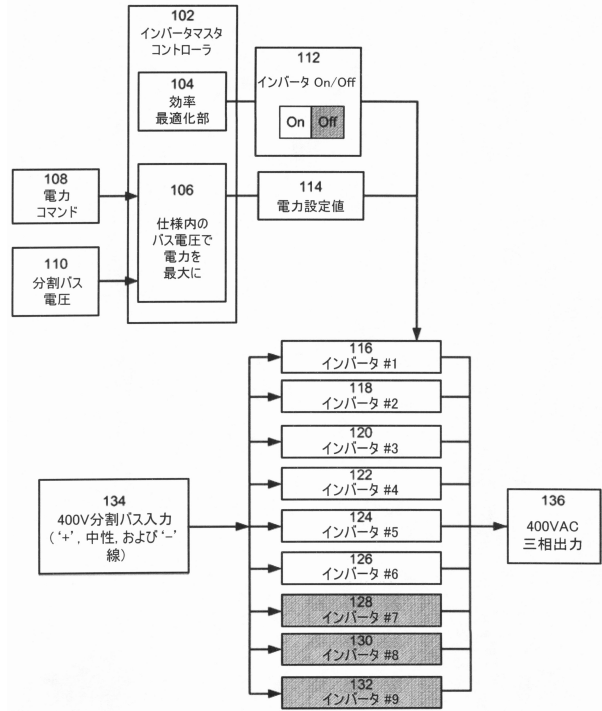 102
インバータマスタ
コントローラ
104
効率
最適化部
112
インバータ On/Off
On
Off
108
電力
コマンド
106
仕様内の
バス電圧で
電力を
最大に
114
電力設定値
110
分割バス
電圧
116
インバータ #1
118
インバータ #2
120
インバータ #3
122
インバータ #4
124
インバータ #5
126
インバータ #6
128
インバータ #7
130
インバータ #8
132
インバータ #9
134
400V分割バス入力
(‘+’, 中性, および‘−’
線)
136
400VAC
三相出力